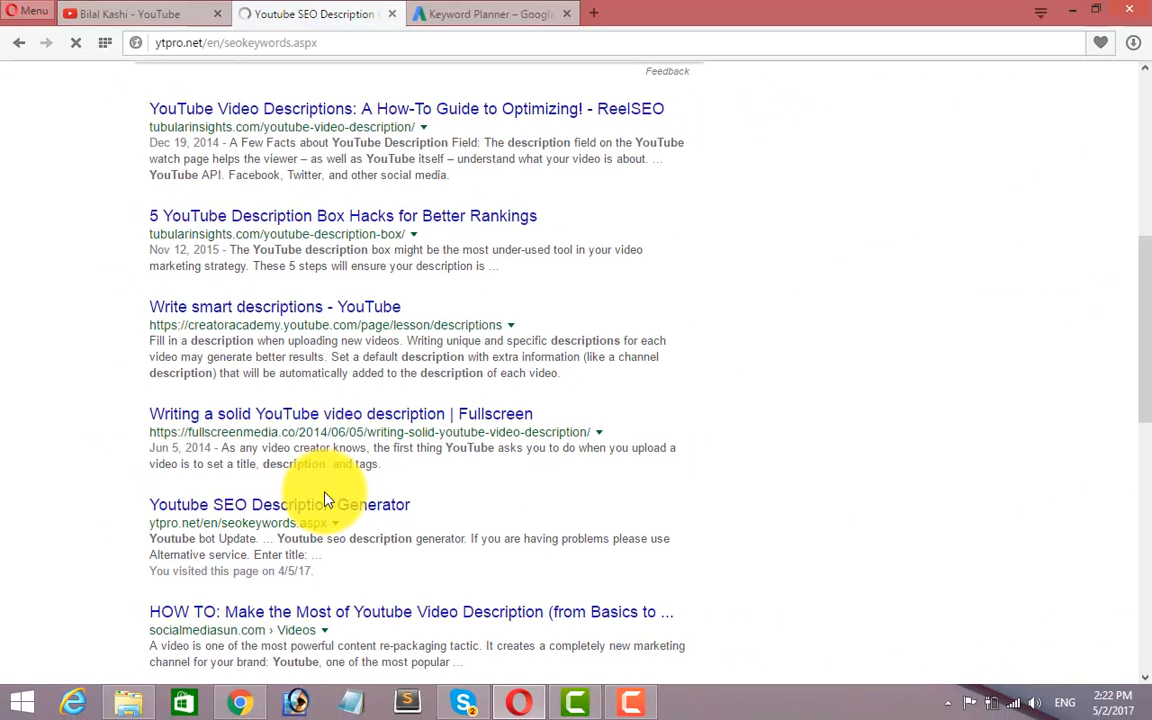 Menu
Bilal Kashi - YouTube
Youtube SEO Description
Keyword Planner – Google
ytpro.net/en/seokeywords.aspx
Feedback
YouTube Video Descriptions: A How-To Guide to Optimizing! - ReelSEO
tubularinsights.com/youtube-video-description/
Dec 19, 2014 - A Few Facts about YouTube Description Field: The description field on the YouTube
watch page helps the viewer – as well as YouTube itself – understand what your video is about. ...
YouTube API. Facebook, Twitter, and other social media.
5 YouTube Description Box Hacks for Better Rankings
tubularinsights.com/youtube-description-box/
Nov 12, 2015 - The YouTube description box might be the most under-used tool in your video
marketing strategy. These 5 steps will ensure your description is ...
Write smart descriptions - YouTube
https://creatoracademy.youtube.com/page/lesson/descriptions
Fill in a description when uploading new videos. Writing unique and specific descriptions for each
video may generate better results. Set a default description with extra information (like a channel
description) that will be automatically added to the description of each video.
Writing a solid YouTube video description | Fullscreen
https://fullscreenmedia.co/2014/06/05/writing-solid-youtube-video-description/
Jun 5, 2014 - As any video creator knows, the first thing YouTube asks you to do when you upload a
video is to set a title, description, and tags.
Youtube SEO Description Generator
ytpro.net/en/seokeywords.aspx
Youtube bot Update. ... Youtube seo description generator. If you are having problems please use
Alternative service. Enter title: ...
You visited this page on 4/5/17.
HOW TO: Make the Most of Youtube Video Description (from Basics to ...
socialmediasun.com › Videos
A video is one of the most powerful content re-packaging tactic. It creates a completely new marketing
channel for your brand: Youtube, one of the most popular ...
2:22 PM
ENG
5/2/2017